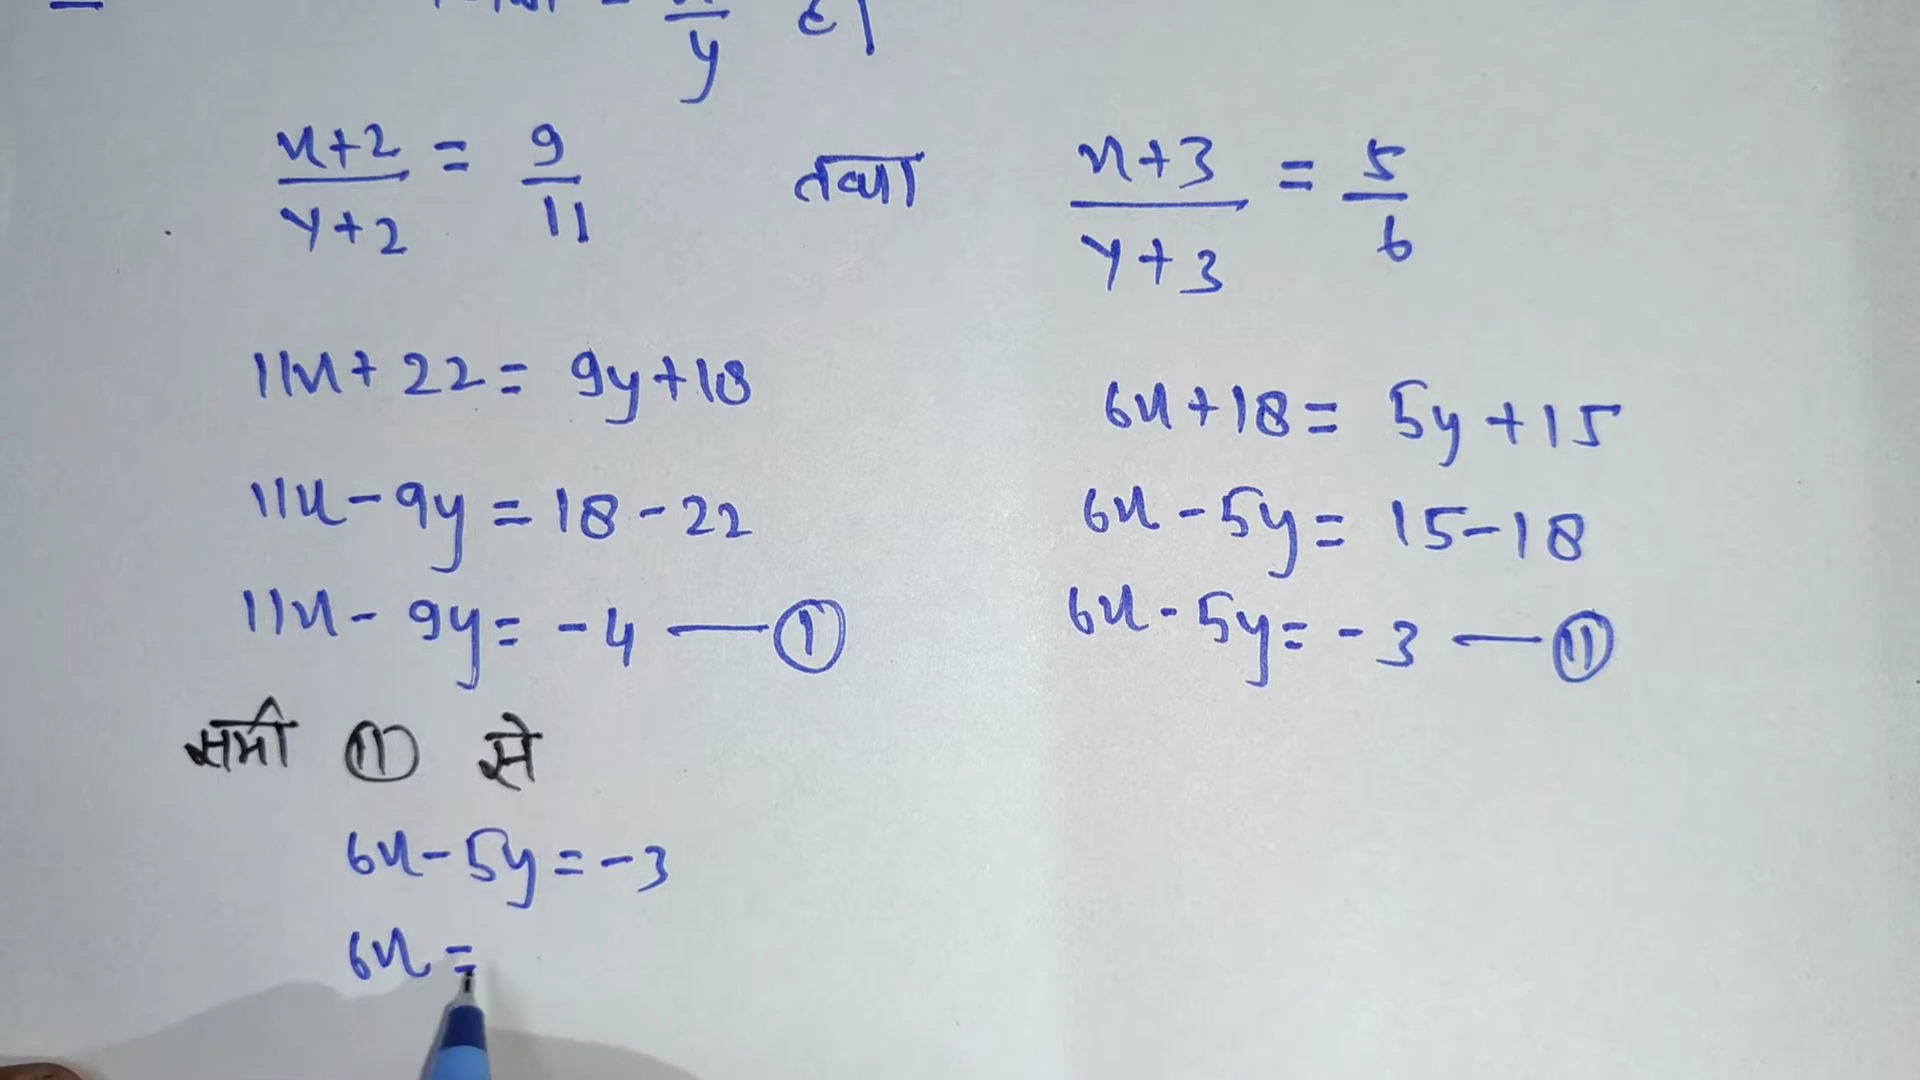 y
x+2/y+2 = 9/11 तथा x+3/y+3 = 5/6
11x+22 = 9y+18
11x-9y = 18-22
11x-9y = -4 — (I)
6x+18 = 5y+15
6x-5y = 15-18
6x-5y = -3 — (II)
समी (II) से
6x-5y = -3
6x =